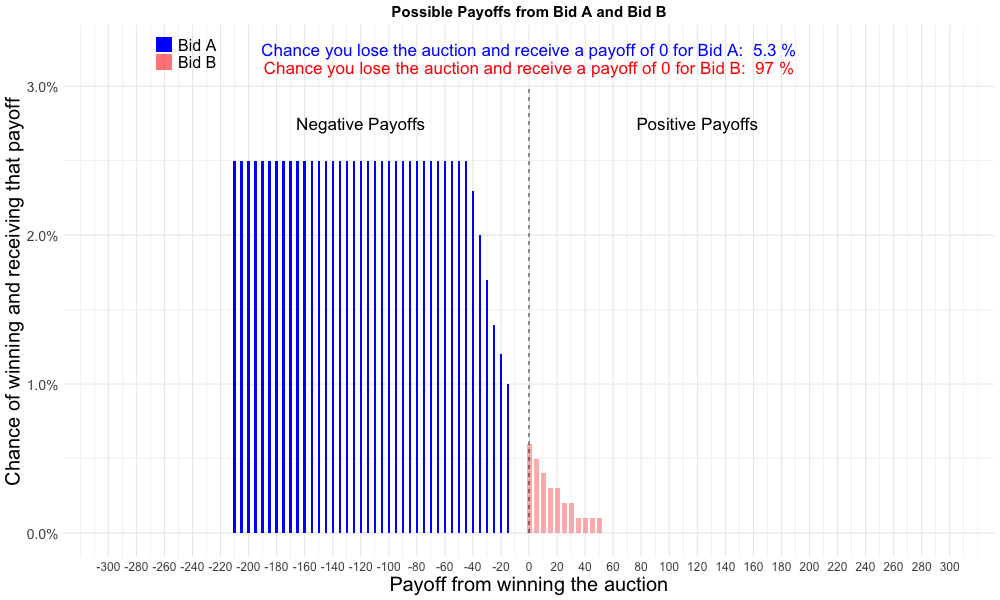 Possible Payoffs from Bid A and Bid B
Bid A
Bid B
Chance you lose the auction and receive a payoff of 0 for Bid A:  5.3 %
Chance you lose the auction and receive a payoff of 0 for Bid B:  97 %
Negative Payoffs
Positive Payoffs
Chance of winning and receiving that payoff
3.0%
2.0%
1.0%
0.0%
-300 -280 -260 -240 -220 -200 -180 -160 -140 -120 -100 -80 -60 -40 -20 0 20 40 60 80 100 120 140 160 180 200 220 240 260 280 300
Payoff from winning the auction